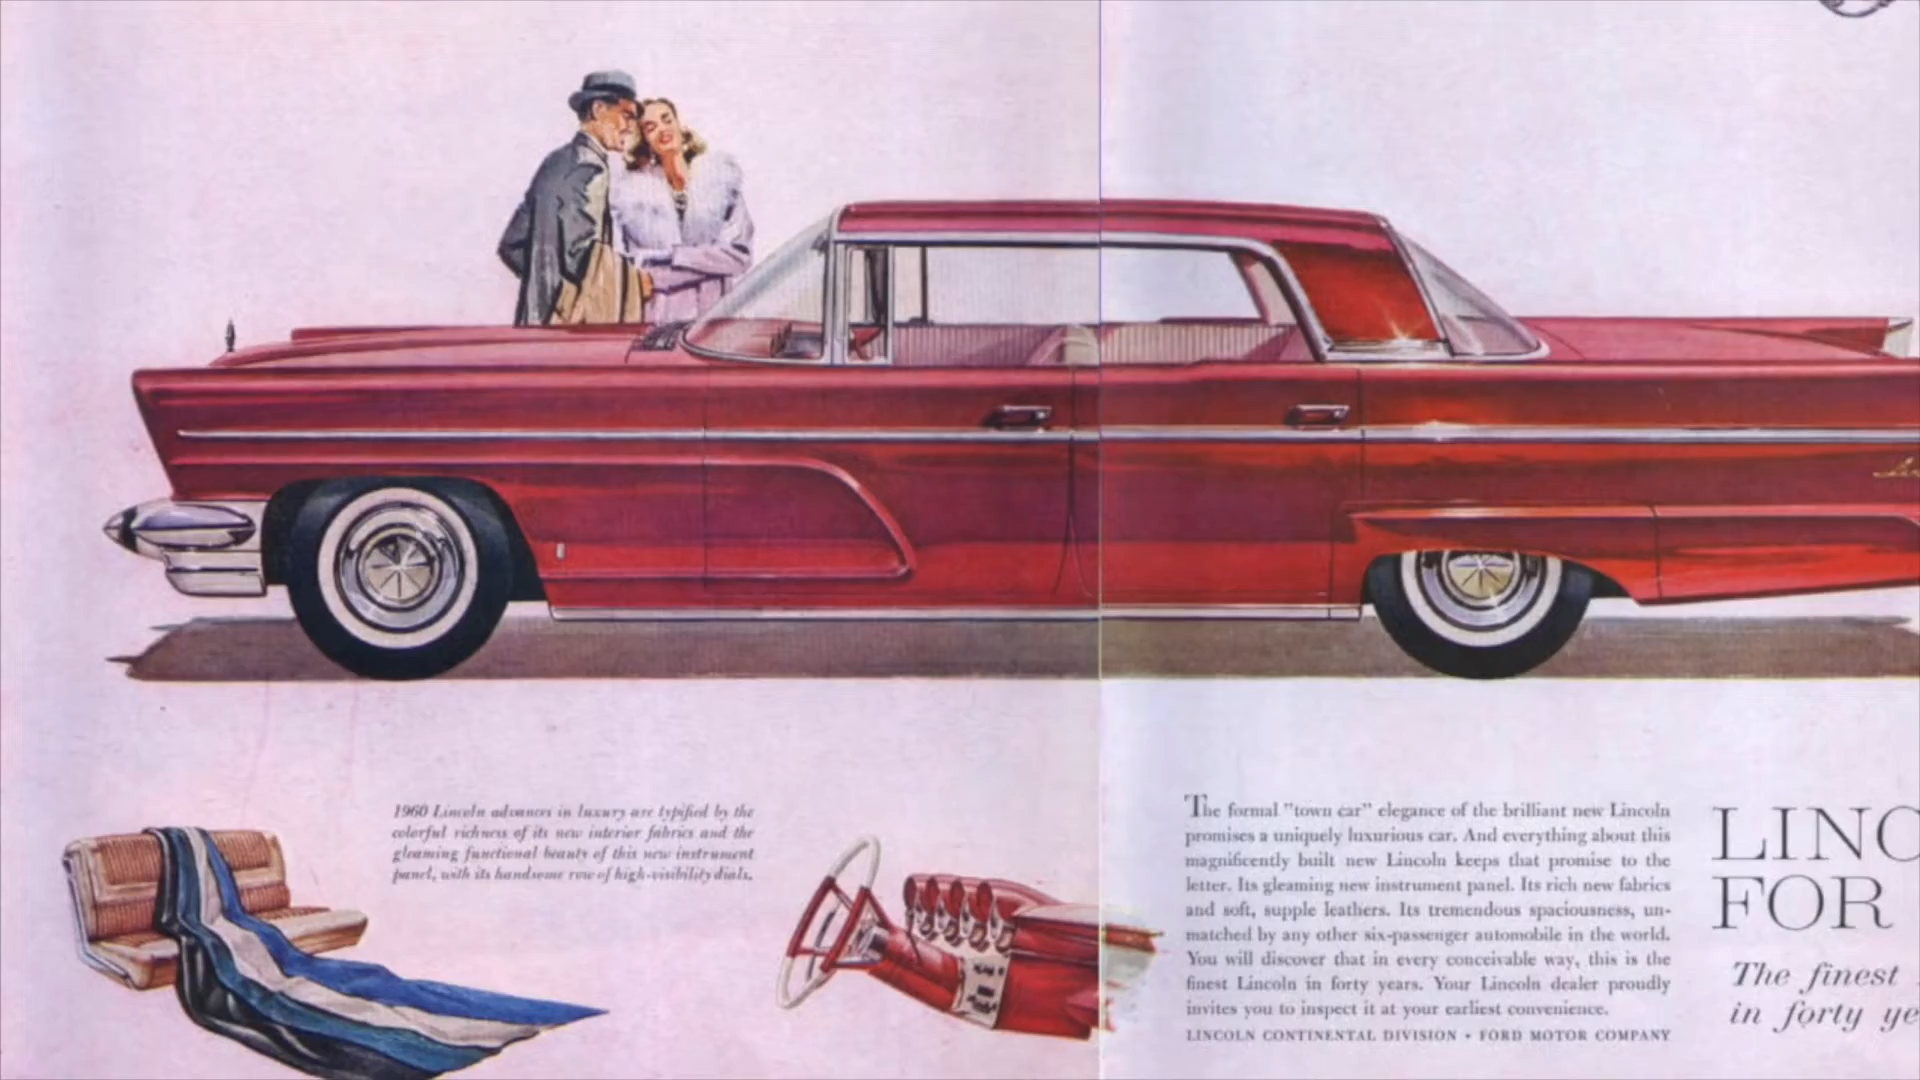 1960 Lincoln advances in luxury are typified by the
colorful richness of its new interior fabrics and the
gleaming functional beauty of this new instrument
panel, with its handsome row of high-visibility dials.
The formal "town car" elegance of the brilliant new Lincoln
promises a uniquely luxurious car. And everything about this
magnificently built new Lincoln keeps that promise to the
letter. Its gleaming new instrument panel. Its rich new fabrics
and soft, supple leathers. Its tremendous spaciousness, un-
matched by any other six-passenger automobile in the world.
You will discover that in every conceivable way, this is the
finest Lincoln in forty years. Your Lincoln dealer proudly
invites you to inspect it at your earliest convenience.
LINCOLN CONTINENTAL DIVISION • FORD MOTOR COMPANY
LINC
FOR
The finest
in forty ye